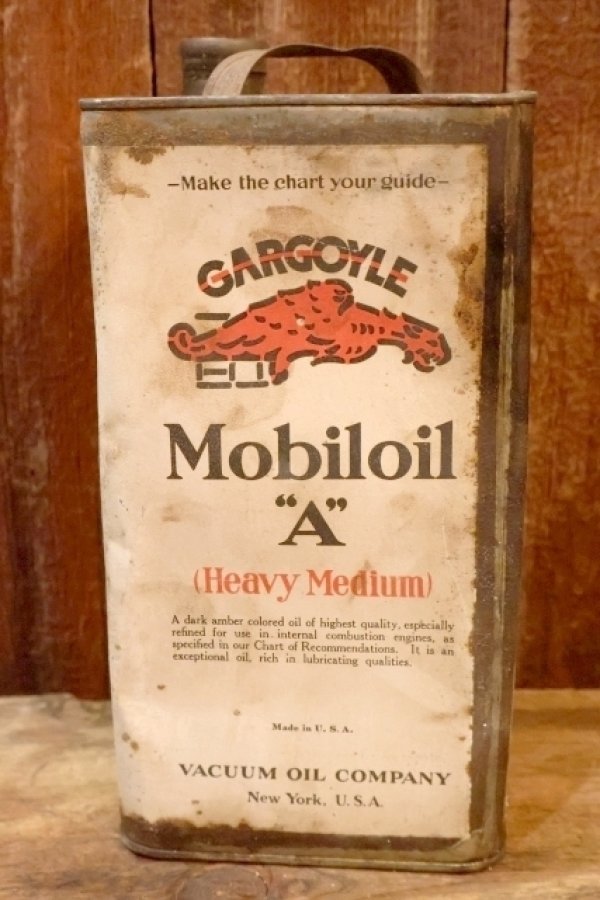 –Make the chart your guide–
GARGOYLE
Mobiloil
“A”
(Heavy Medium)
A dark amber colored oil of highest quality, especially
refined for use in internal combustion engines, as
specified in our Chart of Recommendations. It is an
exceptional oil, rich in lubricating qualities.
Made in U. S. A.
VACUUM OIL COMPANY
New York, U. S. A.